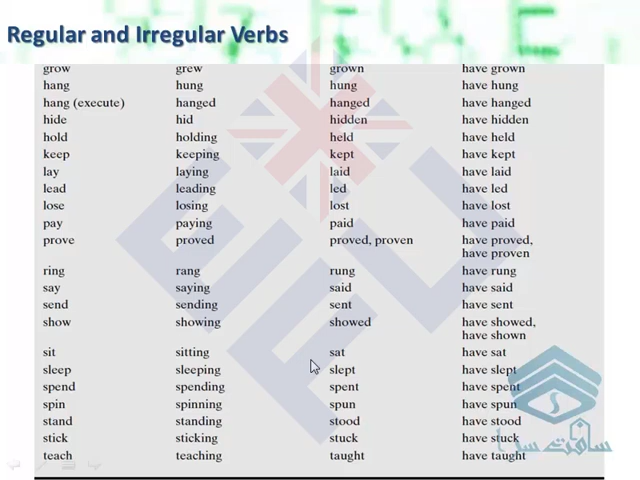 Regular and Irregular Verbs
grow grew grown have grown
hang hung hung have hung
hang (execute) hanged hanged have hanged
hide hid hidden have hidden
hold holding held have held
keep keeping kept have kept
lay laying laid have laid
lead leading led have led
lose losing lost have lost
pay paying paid have paid
prove proved proved, proven have proved,
have proven
ring rang rung have rung
say saying said have said
send sending sent have sent
show showing showed have showed,
have shown
sit sitting sat have sat
sleep sleeping slept have slept
spend spending spent have spent
spin spinning spun have spun
stand standing stood have stood
stick sticking stuck have stuck
teach teaching taught have taught
سافت سرا